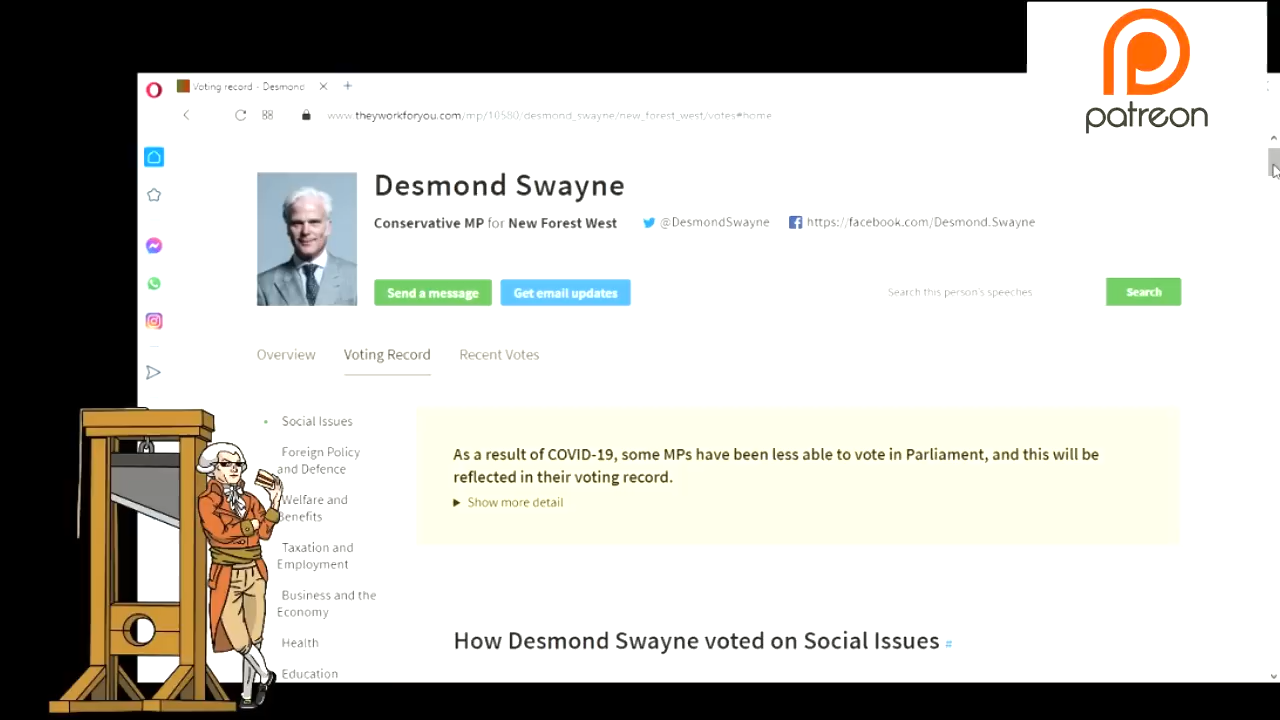 patreon
Voting record - Desmond
www.theyworkforyou.com/mp/10580/desmond_swayne/new_forest_west/votes#home
Desmond Swayne
Conservative MP for New Forest West
@DesmondSwayne
https://facebook.com/Desmond.Swayne
Send a message
Get email updates
Search this person's speeches
Search
Overview
Voting Record
Recent Votes
Social Issues
Foreign Policy
and Defence
Welfare and
Benefits
Taxation and
Employment
Business and the
Economy
Health
Education
As a result of COVID-19, some MPs have been less able to vote in Parliament, and this will be
reflected in their voting record.
Show more detail
How Desmond Swayne voted on Social Issues #